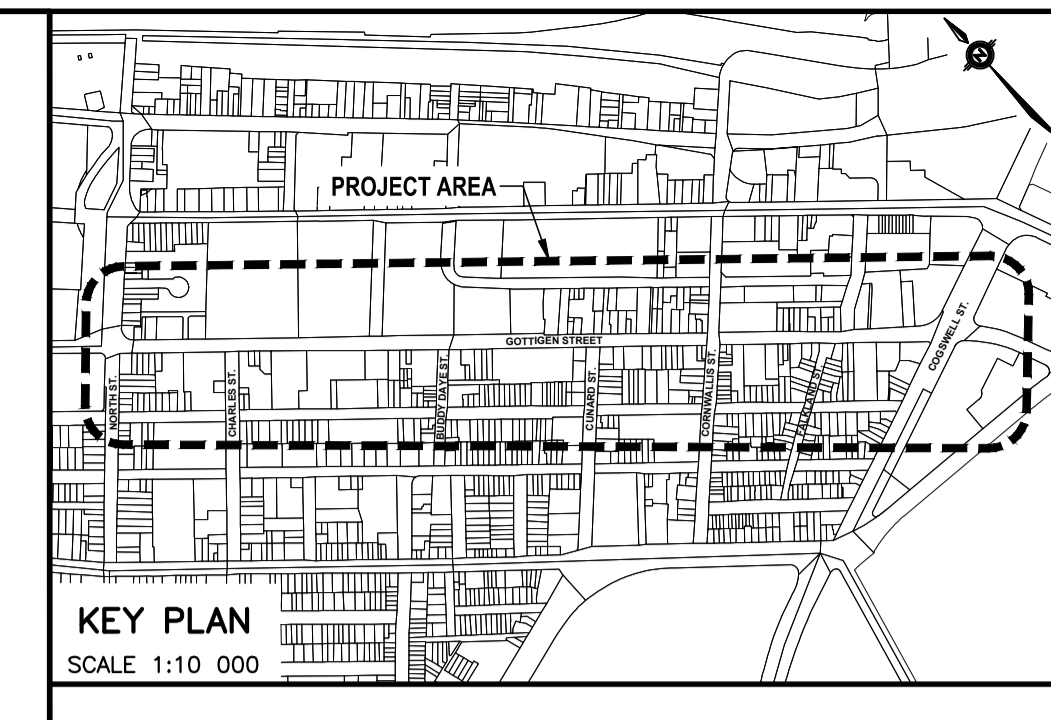 N
PROJECT AREA
GOTTIGEN STREET
NORTH ST.
CHARLES ST.
BUDDY DAYE ST.
CUNARD ST.
CORNWALLIS ST.
FALKLAND ST.
COGSWELL ST.
KEY PLAN
SCALE 1:10 000